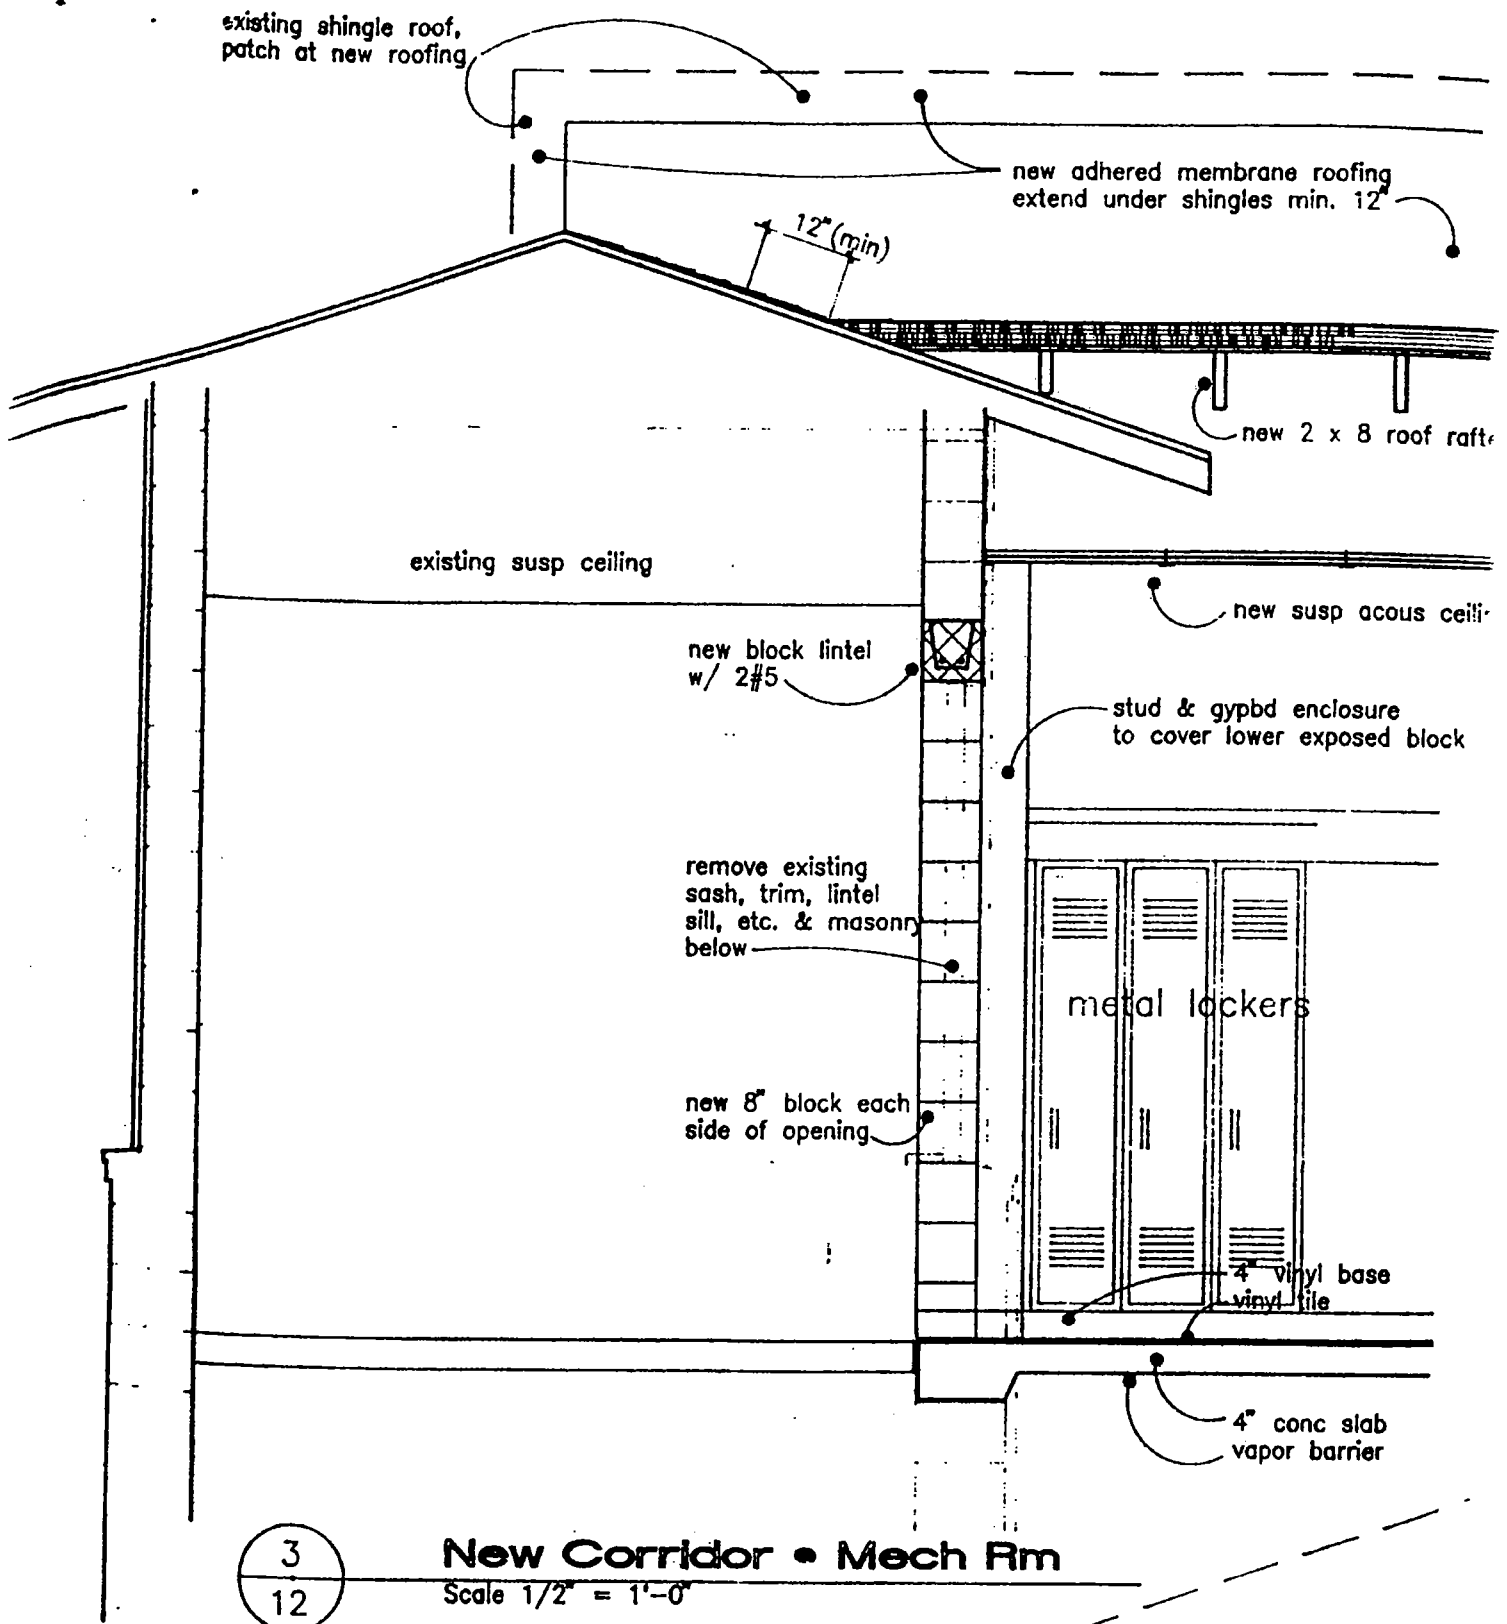 existing shingle roof,
patch at new roofing
new adhered membrane roofing
extend under shingles min. 12"
12"(min)
new 2 x 8 roof
existing susp ceiling
new susp acous
new block lintel
w/ 2#5
stud & gypbd enclosure
to cover lower exposed block
remove existing
sash, trim, lintel
sill, etc. & masonry
below
metal lockers
new 8" block each
side of opening
4" vinyl base
vinyl tile
4" conc slab
vapor barrier
3
12
New Corridor • Mech Rm
Scale 1/2" = 1'-0"